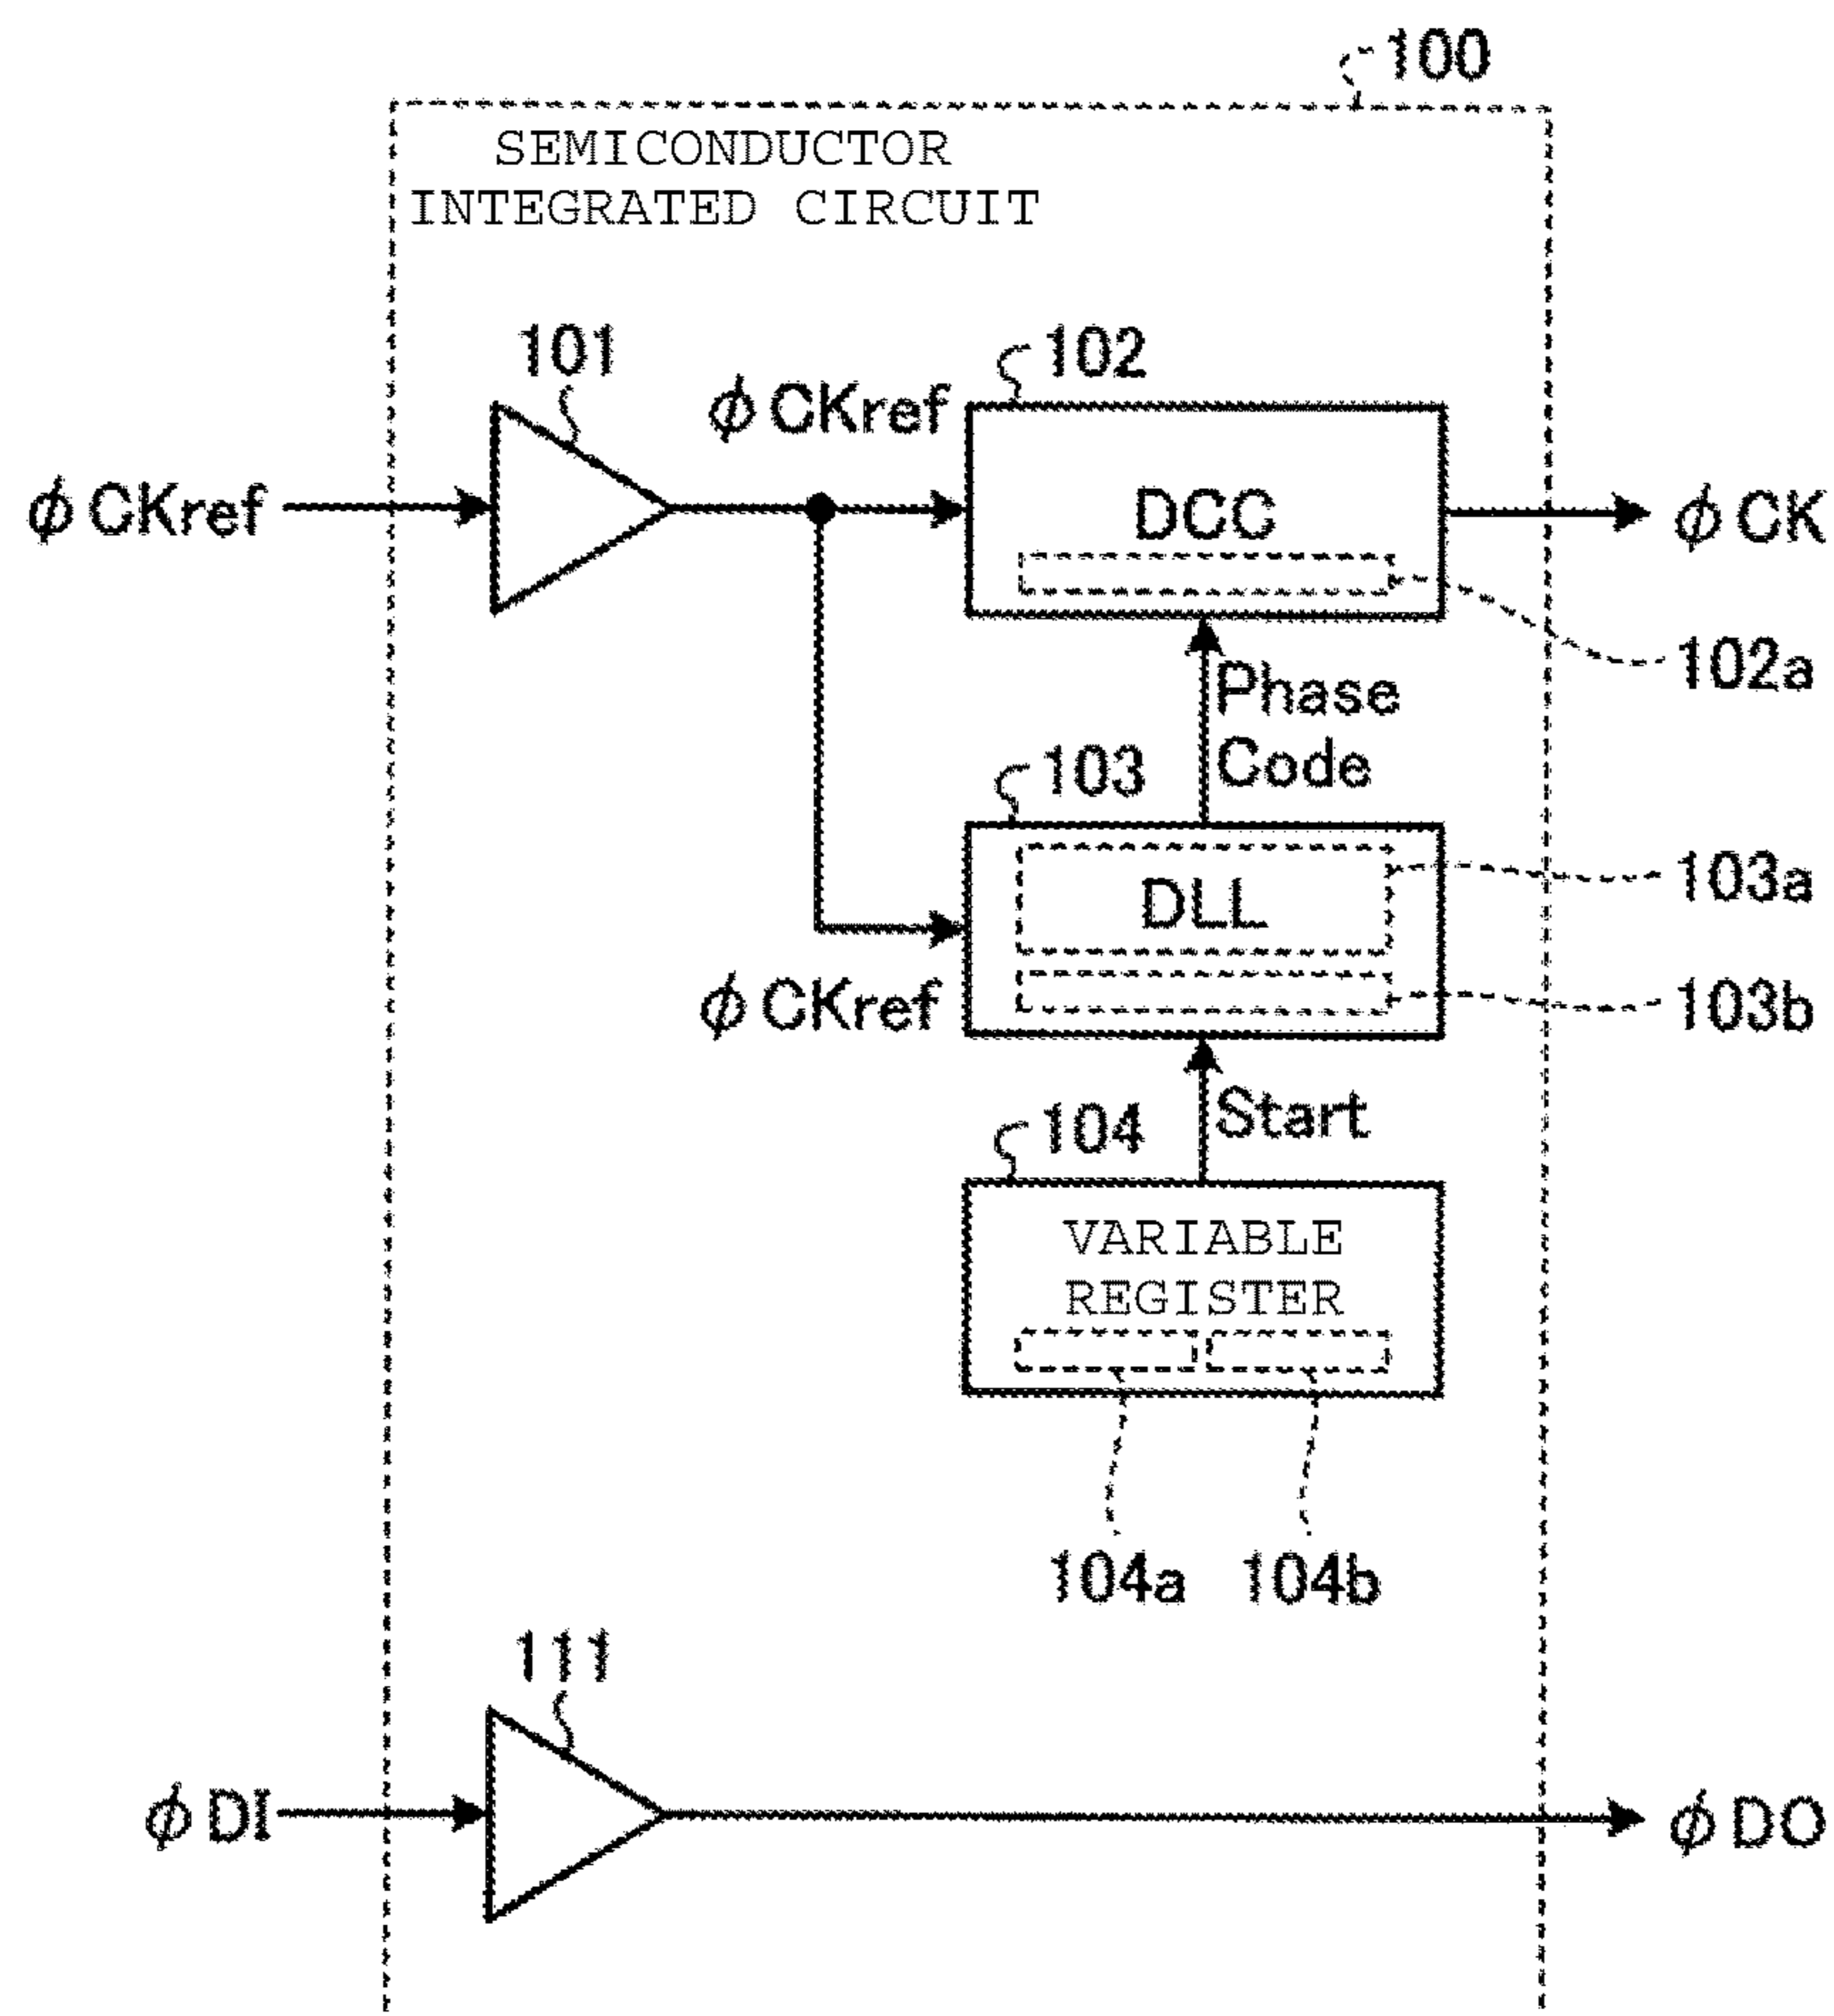 100
SEMICONDUCTOR
INTEGRATED CIRCUIT
101
102
ϕCKref
ϕCKref
DCC
ϕCK
102a
Phase
Code
103
103a
DLL
103b
ϕCKref
Start
104
VARIABLE
REGISTER
104a 104b
111
ϕDI
ϕDO